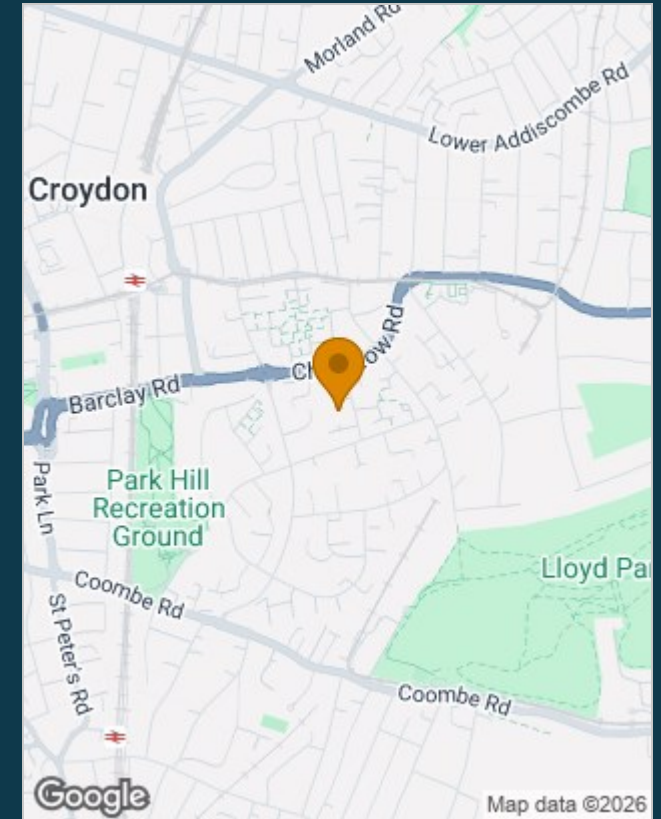 Morland Rd
Lower Addiscombe Rd
Croydon
Barclay Rd
Park Ln
Park Hill
Recreation
Ground
Lloyd
Coombe Rd
St Peter's Rd
Coombe Rd
Google
Map data ©2026